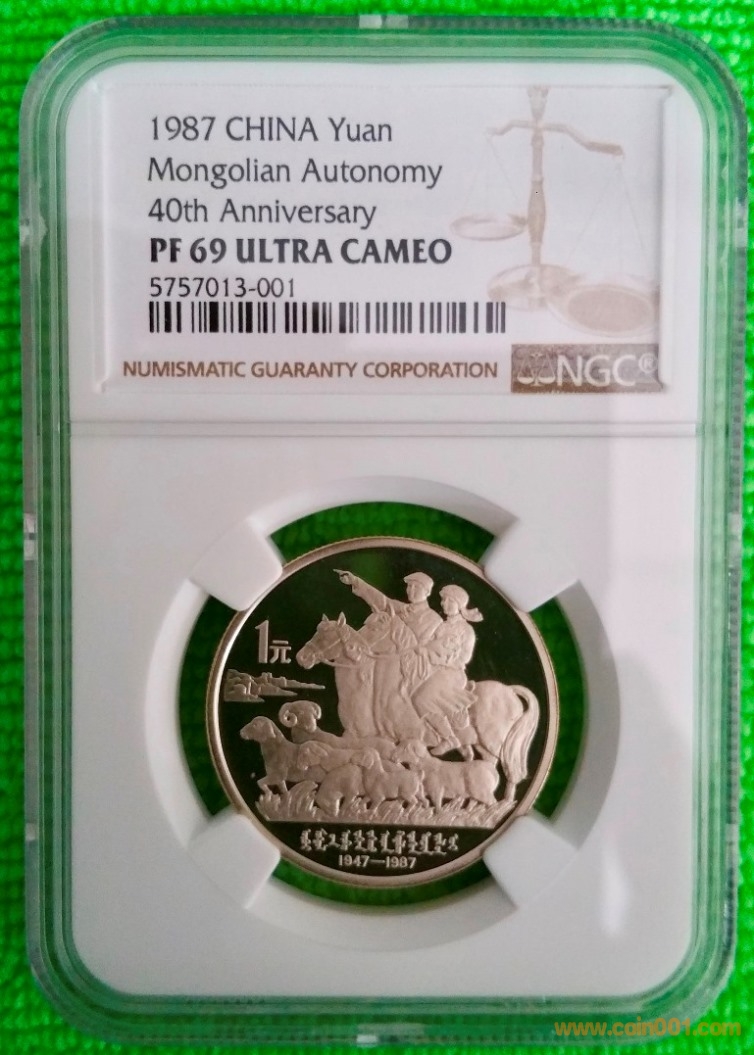 1987 CHINA Yuan
Mongolian Autonomy
40th Anniversary
PF 69 ULTRA CAMEO
5757013-001
NUMISMATIC GUARANTY CORPORATION
NGC®
1元
1947—1987
www.coin001.com